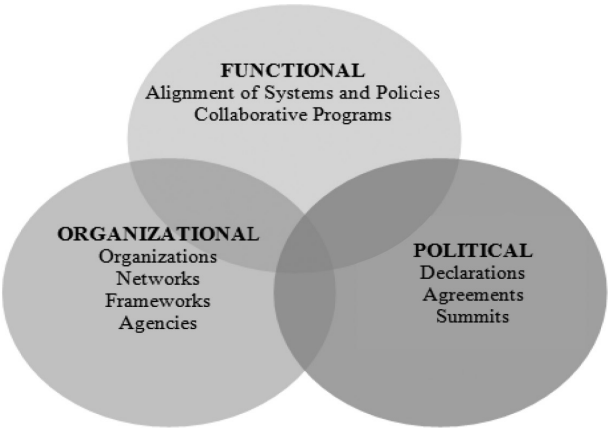 FUNCTIONAL
Alignment of Systems and Policies
Collaborative Programs
ORGANIZATIONAL
Organizations
Networks
Frameworks
Agencies
POLITICAL
Declarations
Agreements
Summits